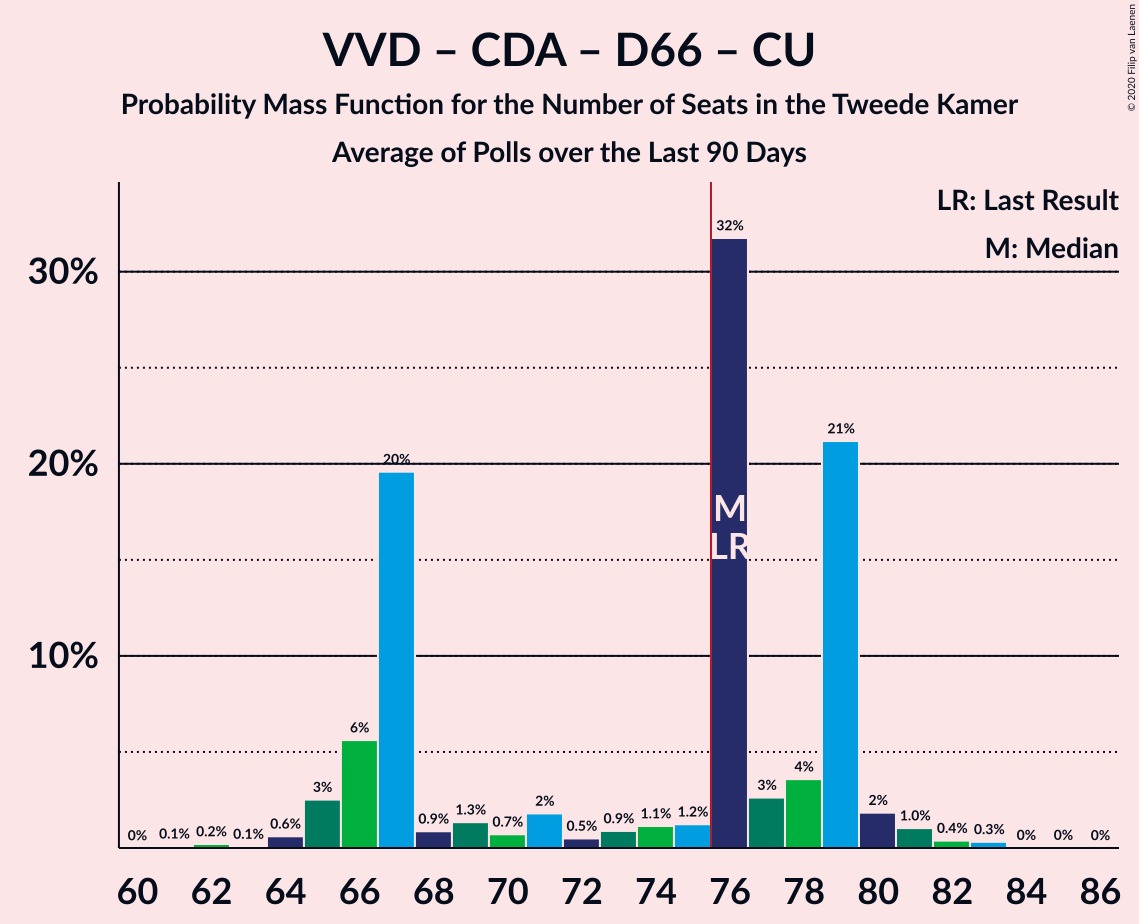 VVD – CDA – D66 – CU
Probability Mass Function for the Number of Seats in the Tweede Kamer
Average of Polls over the Last 90 Days
© 2020 Filip van Laenen
LR: Last Result
M: Median
30%
20%
10%
0% 0.1% 0.2% 0.1% 0.6% 3% 6% 20% 0.9% 1.3% 0.7% 2% 0.5% 0.9% 1.1% 1.2% 32% 3% 4% 21% 2% 1.0% 0.4% 0.3% 0% 0% 0%
M
LR
60 62 64 66 68 70 72 74 76 78 80 82 84 86